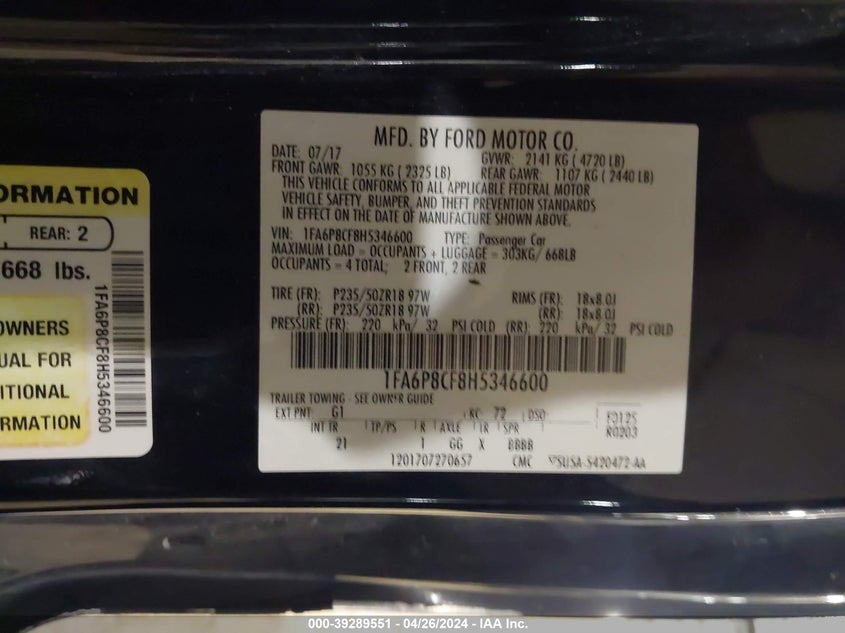 ORMATION
REAR: 2
668 lbs.
OWNERS
UAL FOR
ITIONAL
ORMATION
1FA6P8CF8H5346600
MFD. BY FORD MOTOR CO.
DATE: 07/17 GVWR: 2141 KG (4720 LB)
FRONT GAWR: 1055 KG (2325 LB) REAR GAWR: 1107 KG (2440 LB)
THIS VEHICLE CONFORMS TO ALL APPLICABLE FEDERAL MOTOR
VEHICLE SAFETY, BUMPER, AND THEFT PREVENTION STANDARDS
IN EFFECT ON THE DATE OF MANUFACTURE SHOWN ABOVE.
VIN: 1FA6P8CF8H5346600 TYPE: Passenger Car
MAXIMUM LOAD = OCCUPANTS + LUGGAGE = 303KG/ 668LB
OCCUPANTS = 4 TOTAL; 2 FRONT, 2 REAR
TIRE (FR): P235/50ZR18 97W RIMS (FR): 18x8.0J
(RR): P235/50ZR18 97W (RR): 18x8.0J
PRESSURE (FR): 220 kPa/ 32 PSI COLD (RR): 220 kPa/ 32 PSI COLD
1FA6P8CF8H5346600
TRAILER TOWING - SEE OWNER GUIDE
EXT PNT: G1 RC: 72 DSO: F0125
INT TR TP/PS R AXLE TR SPR R0203
21 1 GG X BBBB
1201707270657 CMC ▽5USA-5420472-AA
000-39289551 - 04/26/2024 - IAA Inc.